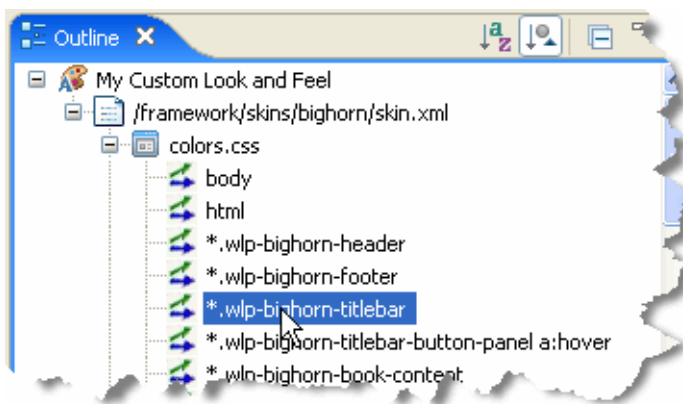 Outline
My Custom Look and Feel
/framework/skins/bighorn/skin.xml
colors.css
body
html
*.wlp-bighorn-header
*.wlp-bighorn-footer
*.wlp-bighorn-titlebar
*.wlp-bighorn-titlebar-button-panel a:hover
*.wlp-bighorn-book-content